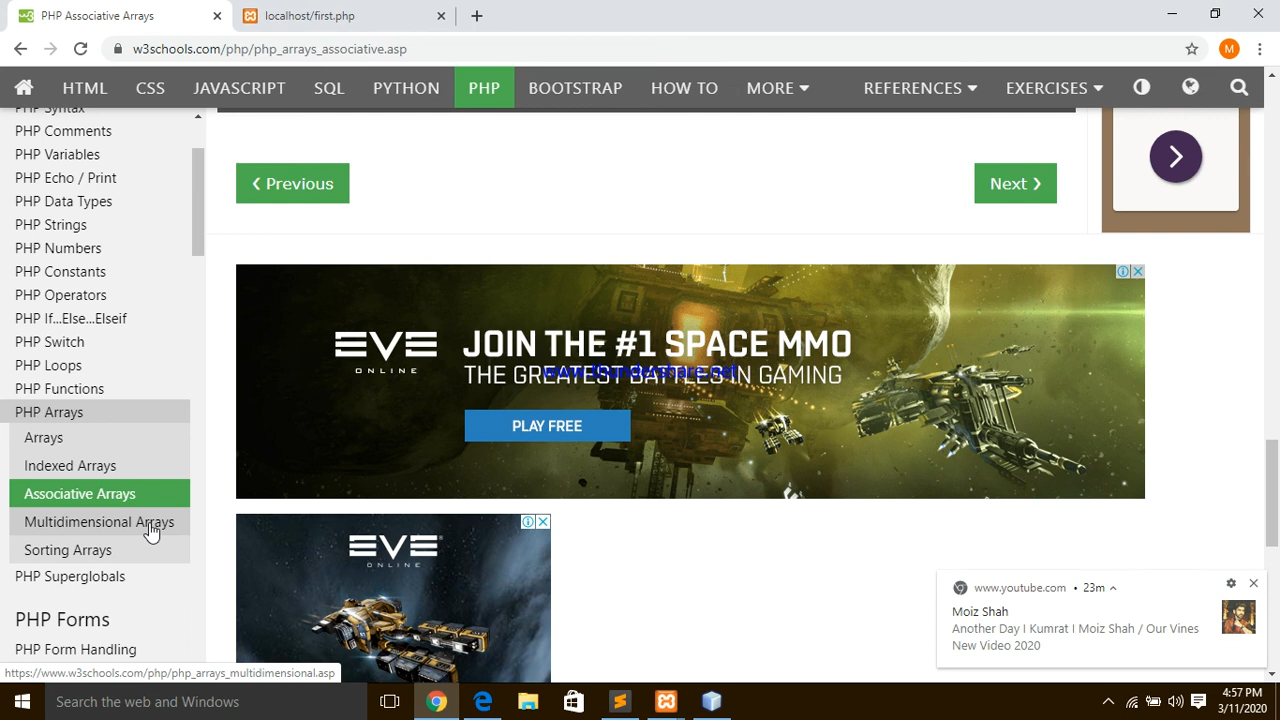 PHP Associative Arrays
localhost/first.php
w3schools.com/php/php_arrays_associative.asp
M
HTML CSS JAVASCRIPT SQL PYTHON PHP BOOTSTRAP HOW TO MORE REFERENCES EXERCISES
PHP Syntax
PHP Comments
PHP Variables
PHP Echo / Print
PHP Data Types
PHP Strings
PHP Numbers
PHP Constants
PHP Operators
PHP If...Else...Elseif
PHP Switch
PHP Loops
PHP Functions
PHP Arrays
Arrays
Indexed Arrays
Associative Arrays
Multidimensional Arrays
Sorting Arrays
PHP Superglobals
PHP Forms
PHP Form Handling
https://www.w3schools.com/php/php_arrays_multidimensional.asp
❮ Previous
Next ❯
EVE
ONLINE
JOIN THE #1 SPACE MMO
THE GREATEST BATTLES IN GAMING
www.thundershare.net
PLAY FREE
EVE
ONLINE
www.youtube.com • 23m
Moiz Shah
Another Day I Kumrat I Moiz Shah / Our Vines
New Video 2020
Search the web and Windows
4:57 PM
3/11/2020